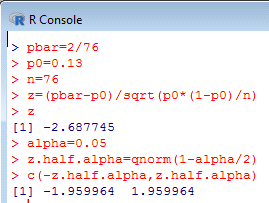 R Console
> pbar=2/76
> p0=0.13
> n=76
> z=(pbar-p0)/sqrt(p0*(1-p0)/n)
> z
[1] -2.687745
> alpha=0.05
> z.half.alpha=qnorm(1-alpha/2)
> c(-z.half.alpha,z.half.alpha)
[1] -1.959964  1.959964
>